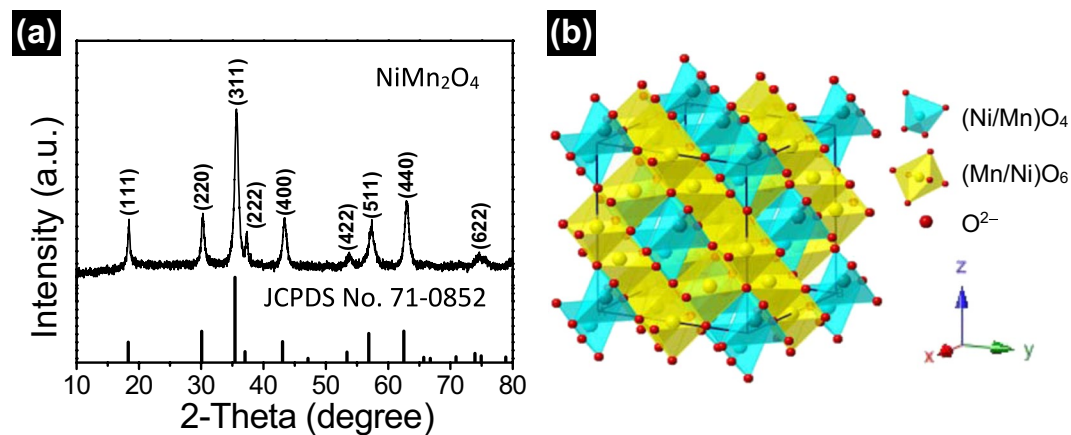 (a)
NiMn₂O₄
(111)
(220)
(311)
(222)
(400)
(422)
(511)
(440)
(622)
JCPDS No. 71-0852
Intensity (a.u.)
10 20 30 40 50 60 70 80
2-Theta (degree)
(b)
(Ni/Mn)O₄
(Mn/Ni)O₆
O²⁻
z
x
y